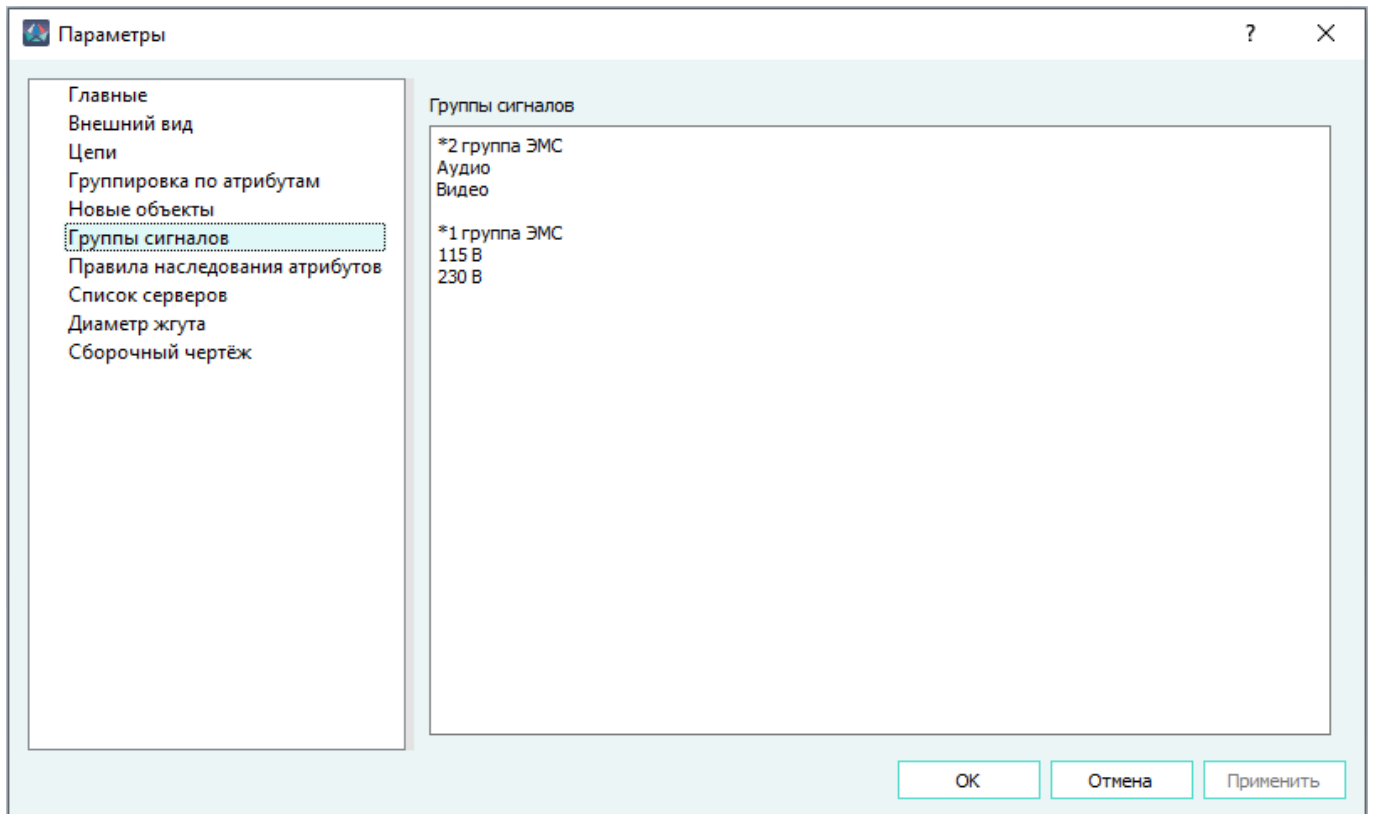 Параметры
?
Главные
Внешний вид
Цепи
Группировка по атрибутам
Новые объекты
Группы сигналов
Правила наследования атрибутов
Список серверов
Диаметр жгута
Сборочный чертёж
Группы сигналов
*2 группа ЭМС
Аудио
Видео
*1 группа ЭМС
115 В
230 В
ОК
Отмена
Применить